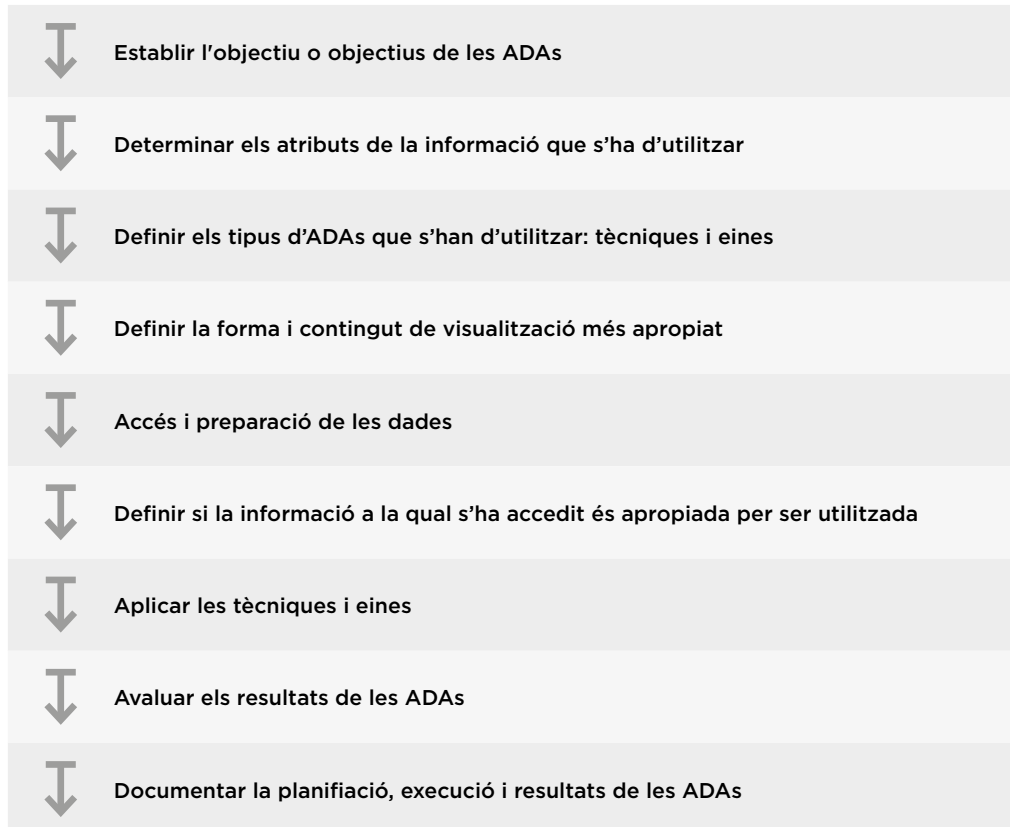 Establir l'objectiu o objectius de les ADAs
Determinar els atributs de la informació que s’ha d’utilitzar
Definir els tipus d’ADAs que s’han d’utilitzar: tècniques i eines
Definir la forma i contingut de visualització més apropiat
Accés i preparació de les dades
Definir si la informació a la qual s’ha accedit és apropiada per ser utilitzada
Aplicar les tècniques i eines
Avaluar els resultats de les ADAs
Documentar la planifiació, execució i resultats de les ADAs